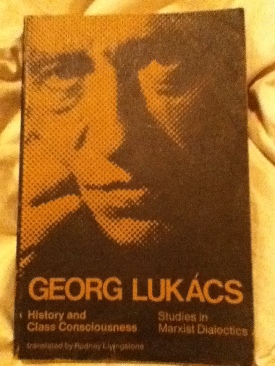 GEORG LUKÁCS
History and Studies in
Class Consciousness Marxist Dialectics
translated by Rodney Livingstone